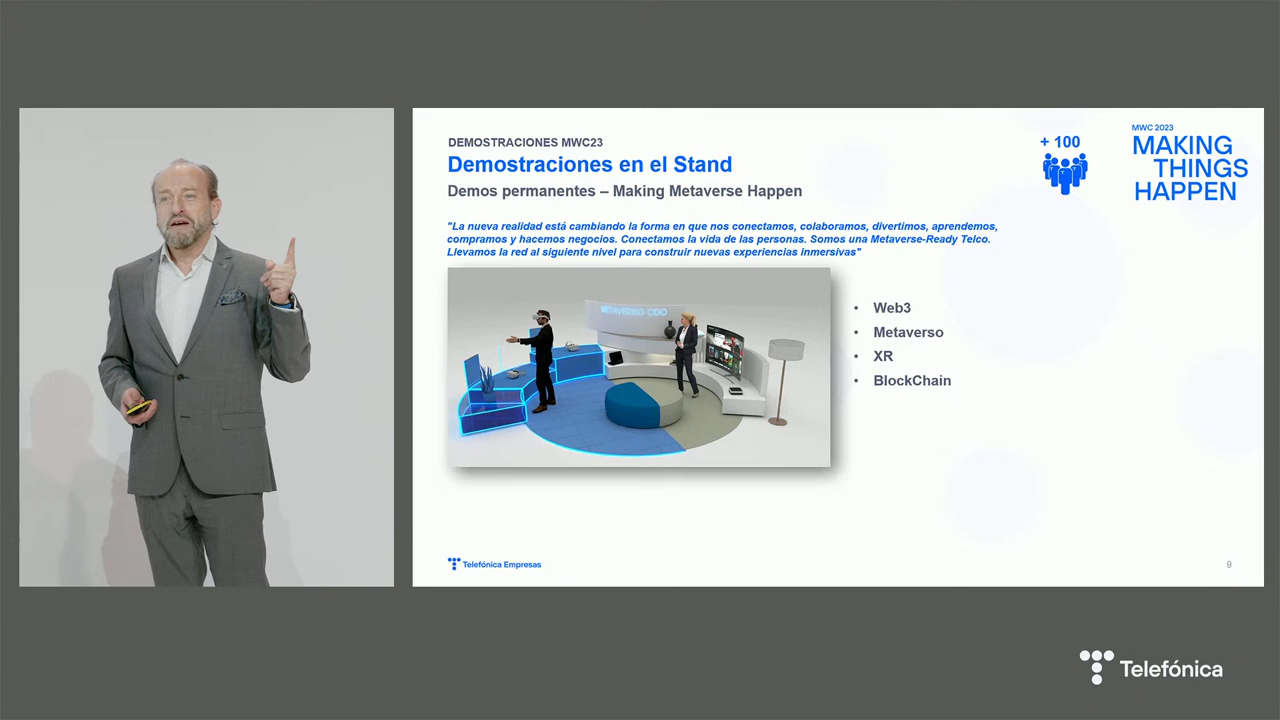 DEMOSTRACIONES MWC23
Demostraciones en el Stand
Demos permanentes – Making Metaverse Happen
+ 100
MWC 2023
MAKING
THINGS
HAPPEN
"La nueva realidad está cambiando la forma en que nos conectamos, colaboramos, divertimos, aprendemos,
compramos y hacemos negocios. Conectamos la vida de las personas. Somos una Metaverse-Ready Telco.
Llevamos la red al siguiente nivel para construir nuevas experiencias inmersivas"
METAVERSO CDO
• Web3
• Metaverso
• XR
• BlockChain
Telefónica Empresas
9
Telefónica